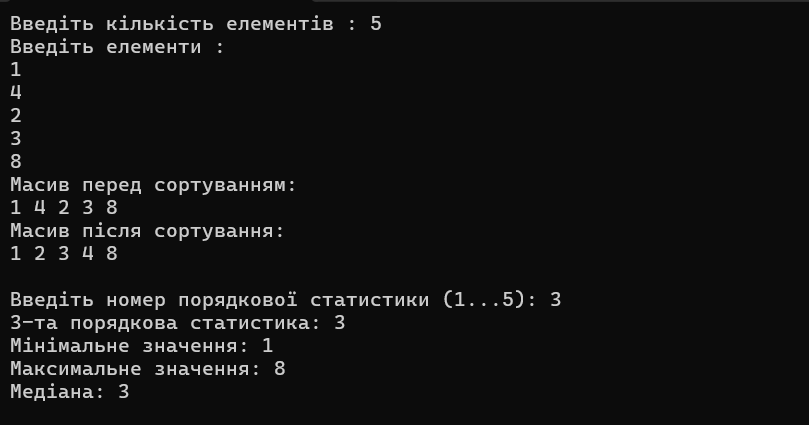 Введіть кількість елементів : 5
Введіть елементи :
1
4
2
3
8
Масив перед сортуванням:
1 4 2 3 8
Масив після сортування:
1 2 3 4 8
Введіть номер порядкової статистики (1...5): 3
3-та порядкова статистика: 3
Мінімальне значення: 1
Максимальне значення: 8
Медіана: 3